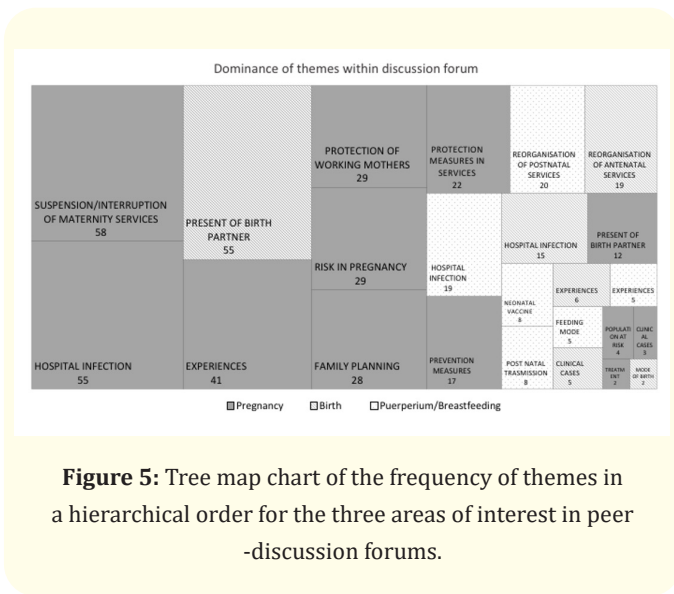 Dominance of themes within discussion forum
SUSPENSION/INTERRUPTION
OF MATERNITY SERVICES
58
HOSPITAL INFECTION
55
PRESENT OF BIRTH
PARTNER
55
EXPERIENCES
41
PROTECTION OF
WORKING MOTHERS
29
RISK IN PREGNANCY
29
FAMILY PLANNING
28
PROTECTION
MEASURES IN
SERVICES
22
HOSPITAL
INFECTION
19
PREVENTION
MEASURES
17
REORGANISATION
OF POSTNATAL
SERVICES
20
REORGANISATION
OF ANTENATAL
SERVICES
19
HOSPITAL INFECTION
15
PRESENT OF
BIRTH PARTNER
12
NEONATAL
VACCINE
8
POST NATAL
TRASMISSION
8
EXPERIENCES
6
EXPERIENCES
5
FEEDING
MODE
5
CLINICAL
CASES
5
POPULATI
ON AT
RISK
4
CLINIC
AL
CASES
3
TREATM
ENT
2
MODE
OF BIRTH
2
Pregnancy
Birth
Puerperium/Breastfeeding
Figure 5: Tree map chart of the frequency of themes in
a hierarchical order for the three areas of interest in peer
-discussion forums.